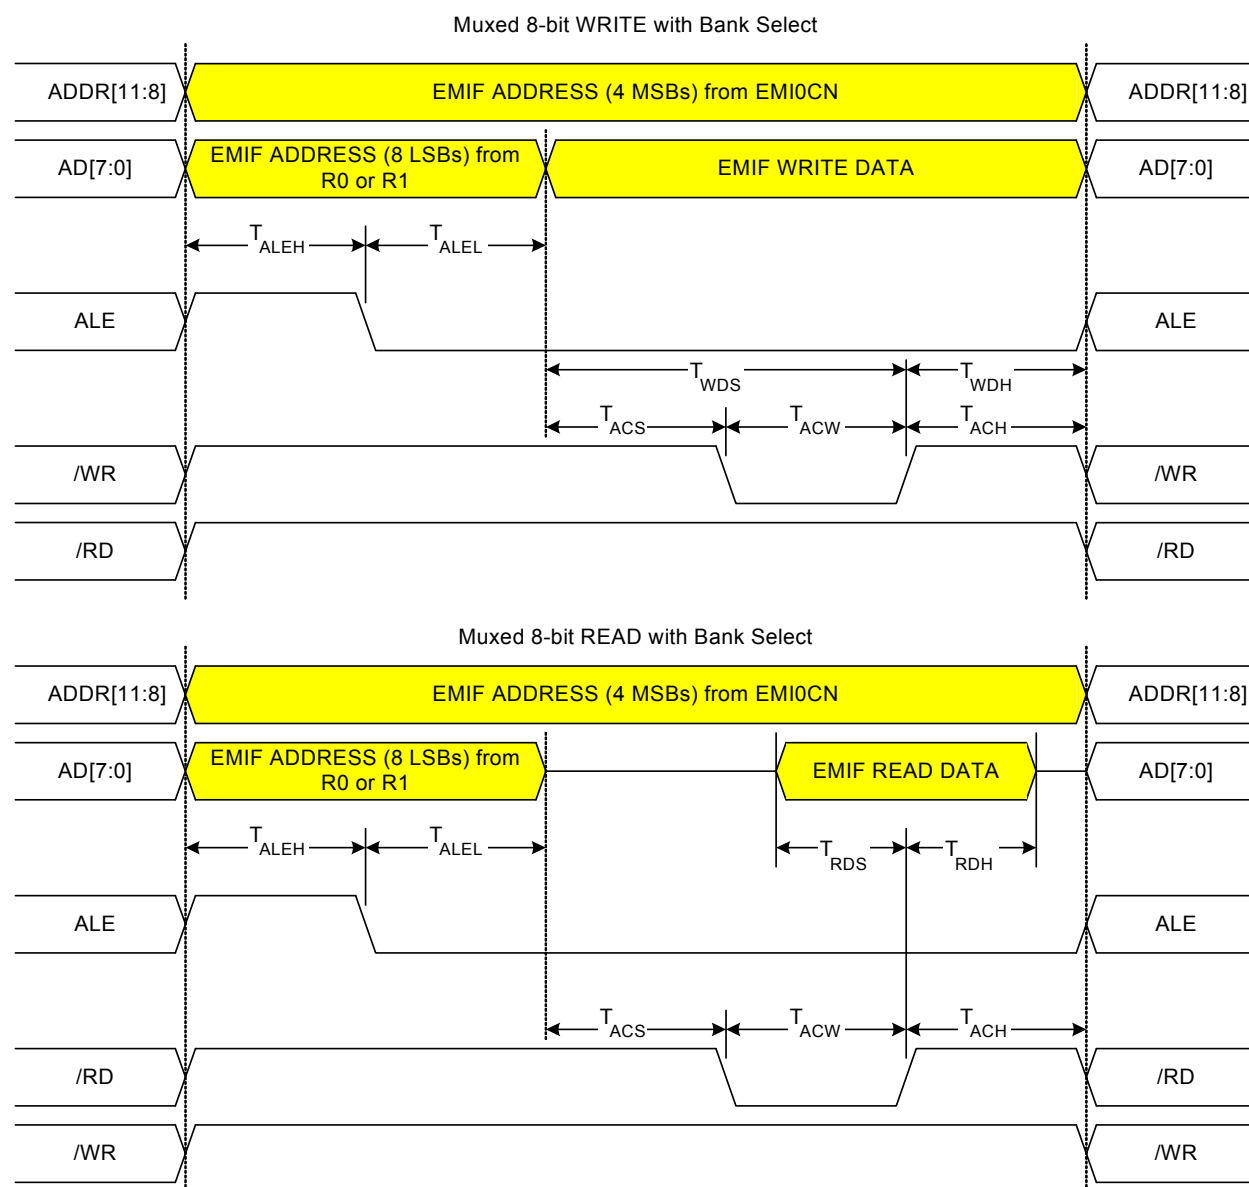 Muxed 8-bit WRITE with Bank Select
ADDR[11:8] EMIF ADDRESS (4 MSBs) from EMI0CN ADDR[11:8]
AD[7:0] EMIF ADDRESS (8 LSBs) from R0 or R1 EMIF WRITE DATA AD[7:0]
TALEH TALEL
ALE ALE
TWDS TWDH
TACS TACW TACH
/WR /WR
/RD /RD
Muxed 8-bit READ with Bank Select
ADDR[11:8] EMIF ADDRESS (4 MSBs) from EMI0CN ADDR[11:8]
AD[7:0] EMIF ADDRESS (8 LSBs) from R0 or R1 EMIF READ DATA AD[7:0]
TALEH TALEL TRDS TRDH
ALE ALE
TACS TACW TACH
/RD /RD
/WR /WR